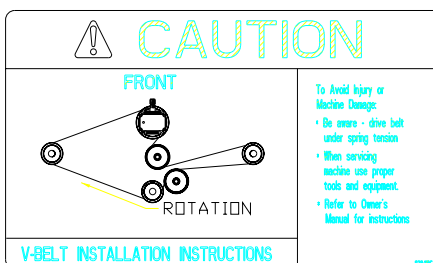 CAUTION
FRONT
ROTATION
V-BELT INSTALLATION INSTRUCTIONS
To Avoid Injury or
Machine Damage:
• Be aware - drive belt
under spring tension
• When servicing
machine use proper
tools and equipment.
• Refer to Owner's
Manual for instructions